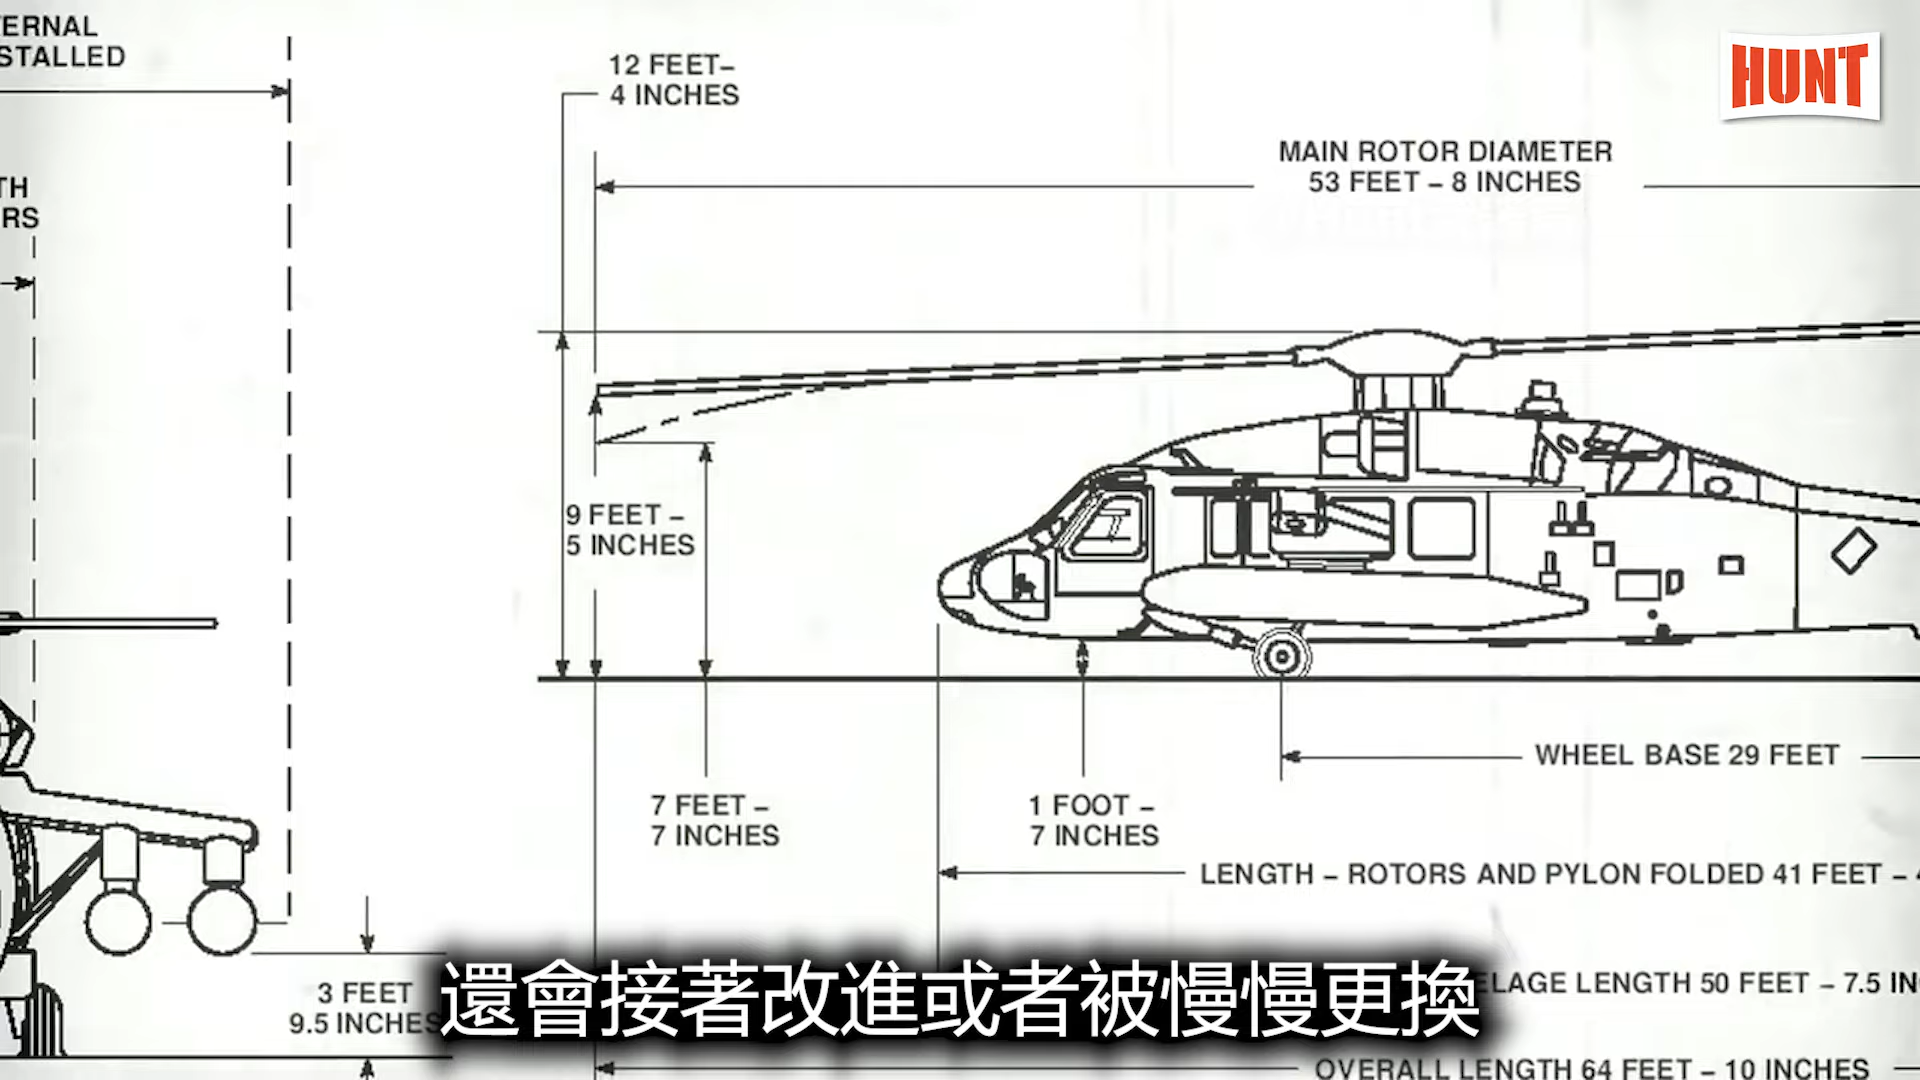 ERNAL
STALLED
12 FEET–
4 INCHES
HUNT
MAIN ROTOR DIAMETER
53 FEET – 8 INCHES
TH
RS
9 FEET –
5 INCHES
WHEEL BASE 29 FEET
7 FEET –
7 INCHES
1 FOOT –
7 INCHES
LENGTH – ROTORS AND PYLON FOLDED 41 FEET –
3 FEET
9.5 INCHES
ELAGE LENGTH 50 FEET – 7.5 IN
還會接著改進或者被慢慢更換
OVERALL LENGTH 64 FEET – 10 INCHES